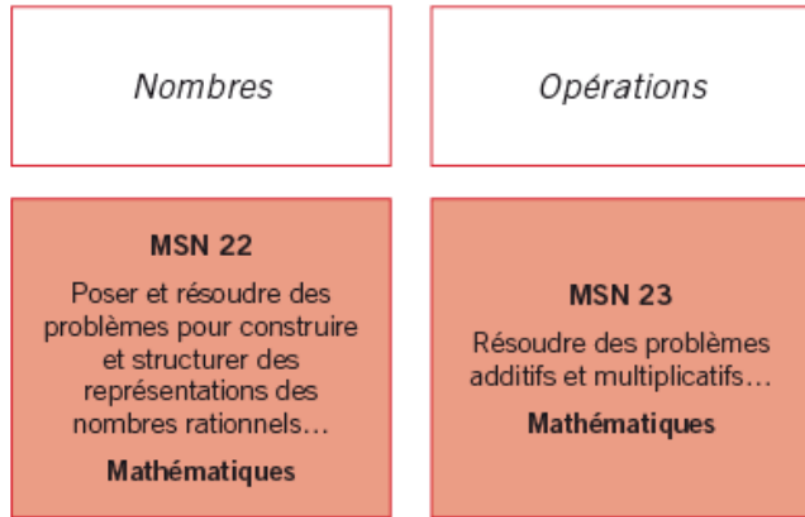 Nombres
Opérations
MSN 22
Poser et résoudre des
problèmes pour construire
et structurer des
représentations des
nombres rationnels…
Mathématiques
MSN 23
Résoudre des problèmes
additifs et multiplicatifs…
Mathématiques